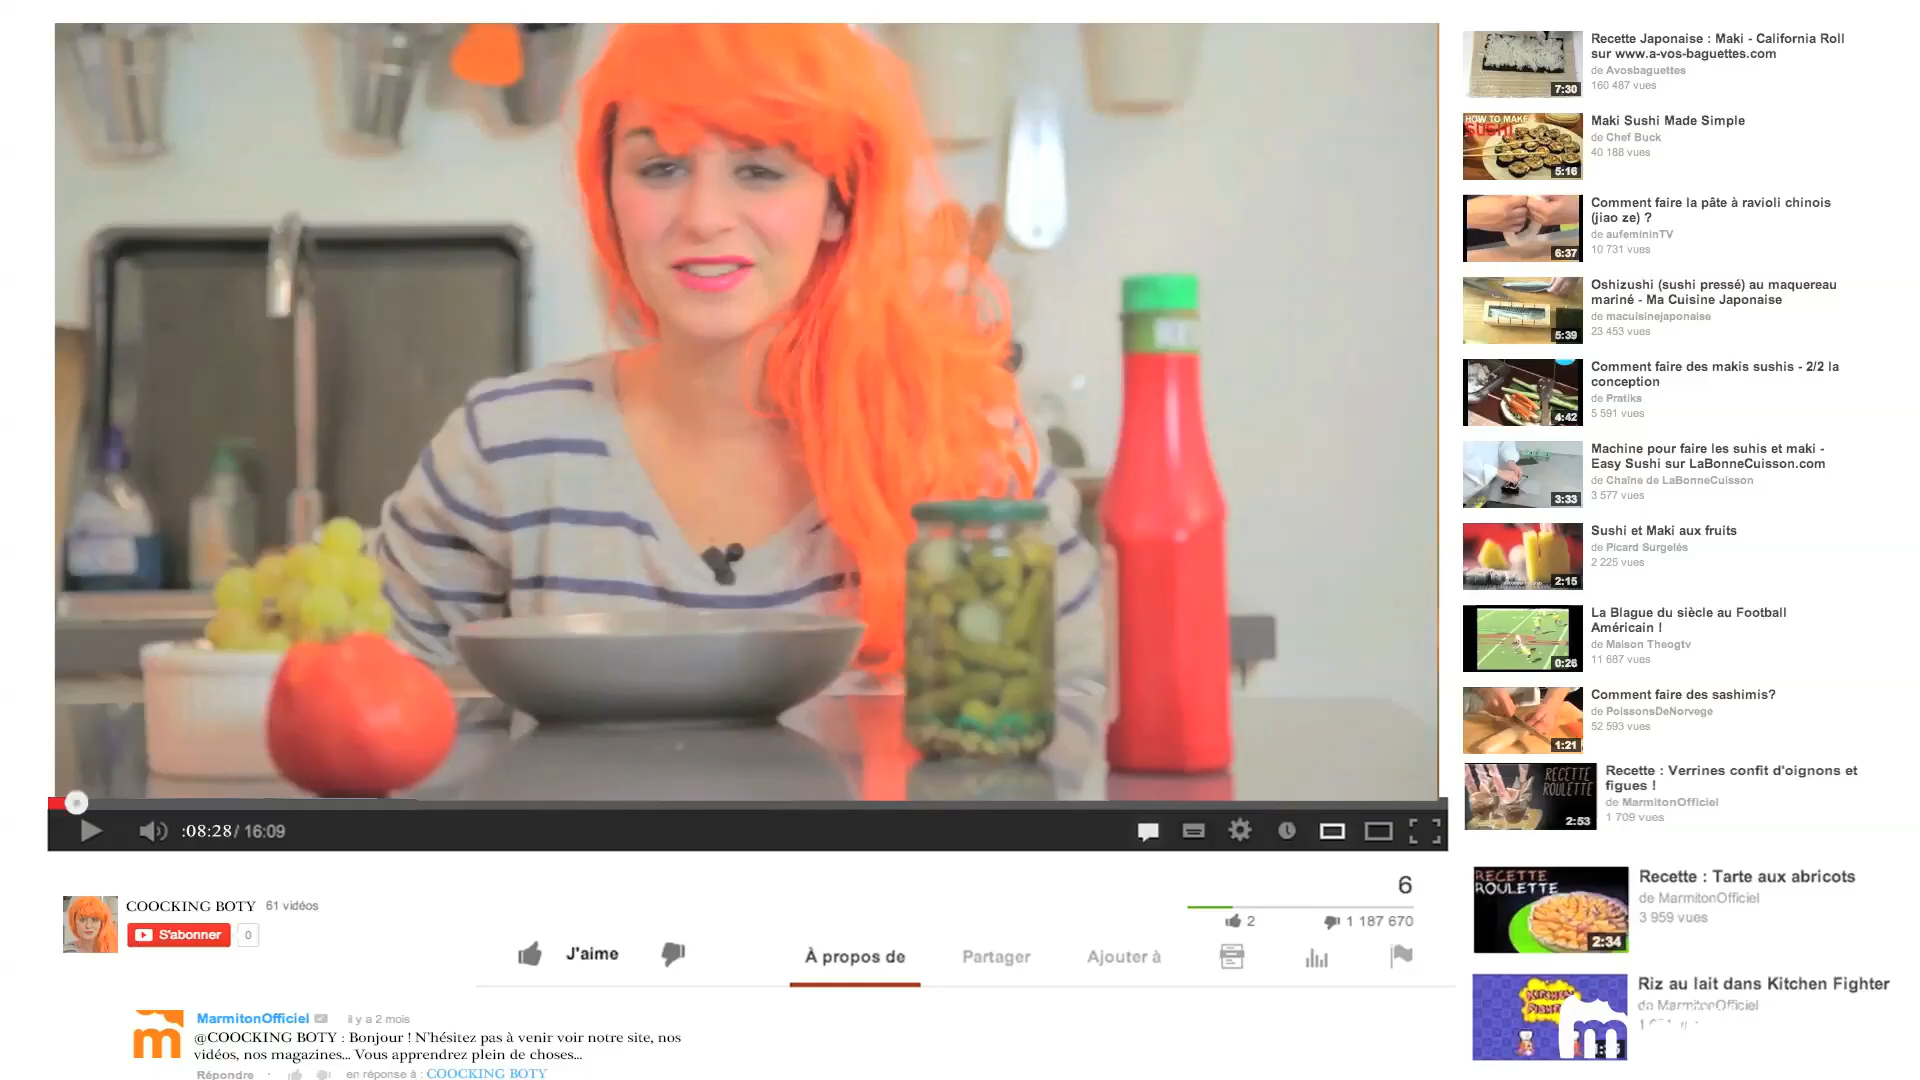 Recette Japonaise : Maki - California Roll
sur www.a-vos-baguettes.com
de Avosbaguettes
160 487 vues
7:30
HOW TO MAKE
SUSHI
5:16
Maki Sushi Made Simple
de Chef Buck
40 188 vues
Comment faire la pâte à ravioli chinois
(jiao ze) ?
de aufemininTV
10 731 vues
6:37
Oshizushi (sushi pressé) au maquereau
mariné - Ma Cuisine Japonaise
de macuisinejaponaise
23 453 vues
5:39
Comment faire des makis sushis - 2/2 la
conception
de Pratiks
5 591 vues
4:42
Machine pour faire les suhis et maki -
Easy Sushi sur LaBonneCuisson.com
de Chaîne de LaBonneCuisson
3 577 vues
3:33
Sushi et Maki aux fruits
de Picard Surgelés
2 225 vues
2:15
La Blague du siècle au Football
Américain !
de Maison Theogtv
11 687 vues
0:26
Comment faire des sashimis?
de PoissonsDeNorvege
52 593 vues
1:21
RECETTE
ROULETTE
2:53
Recette : Verrines confit d'oignons et
figues !
de MarmitonOfficiel
1 709 vues
:08:28/ 16:09
RECETTE
ROULETTE
2:34
Recette : Tarte aux abricots
de MarmitonOfficiel
3 959 vues
COOCKING BOTY 61 vidéos
S'abonner 0
6
2 1 187 670
J'aime À propos de Partager Ajouter à
Riz au lait dans Kitchen Fighter
de MarmitonOfficiel
m
m
MarmitonOfficiel il y a 2 mois
@COOCKING BOTY : Bonjour ! N'hésitez pas à venir voir notre site, nos
vidéos, nos magazines... Vous apprendrez plein de choses...
Répondre · en réponse à : COOCKING BOTY